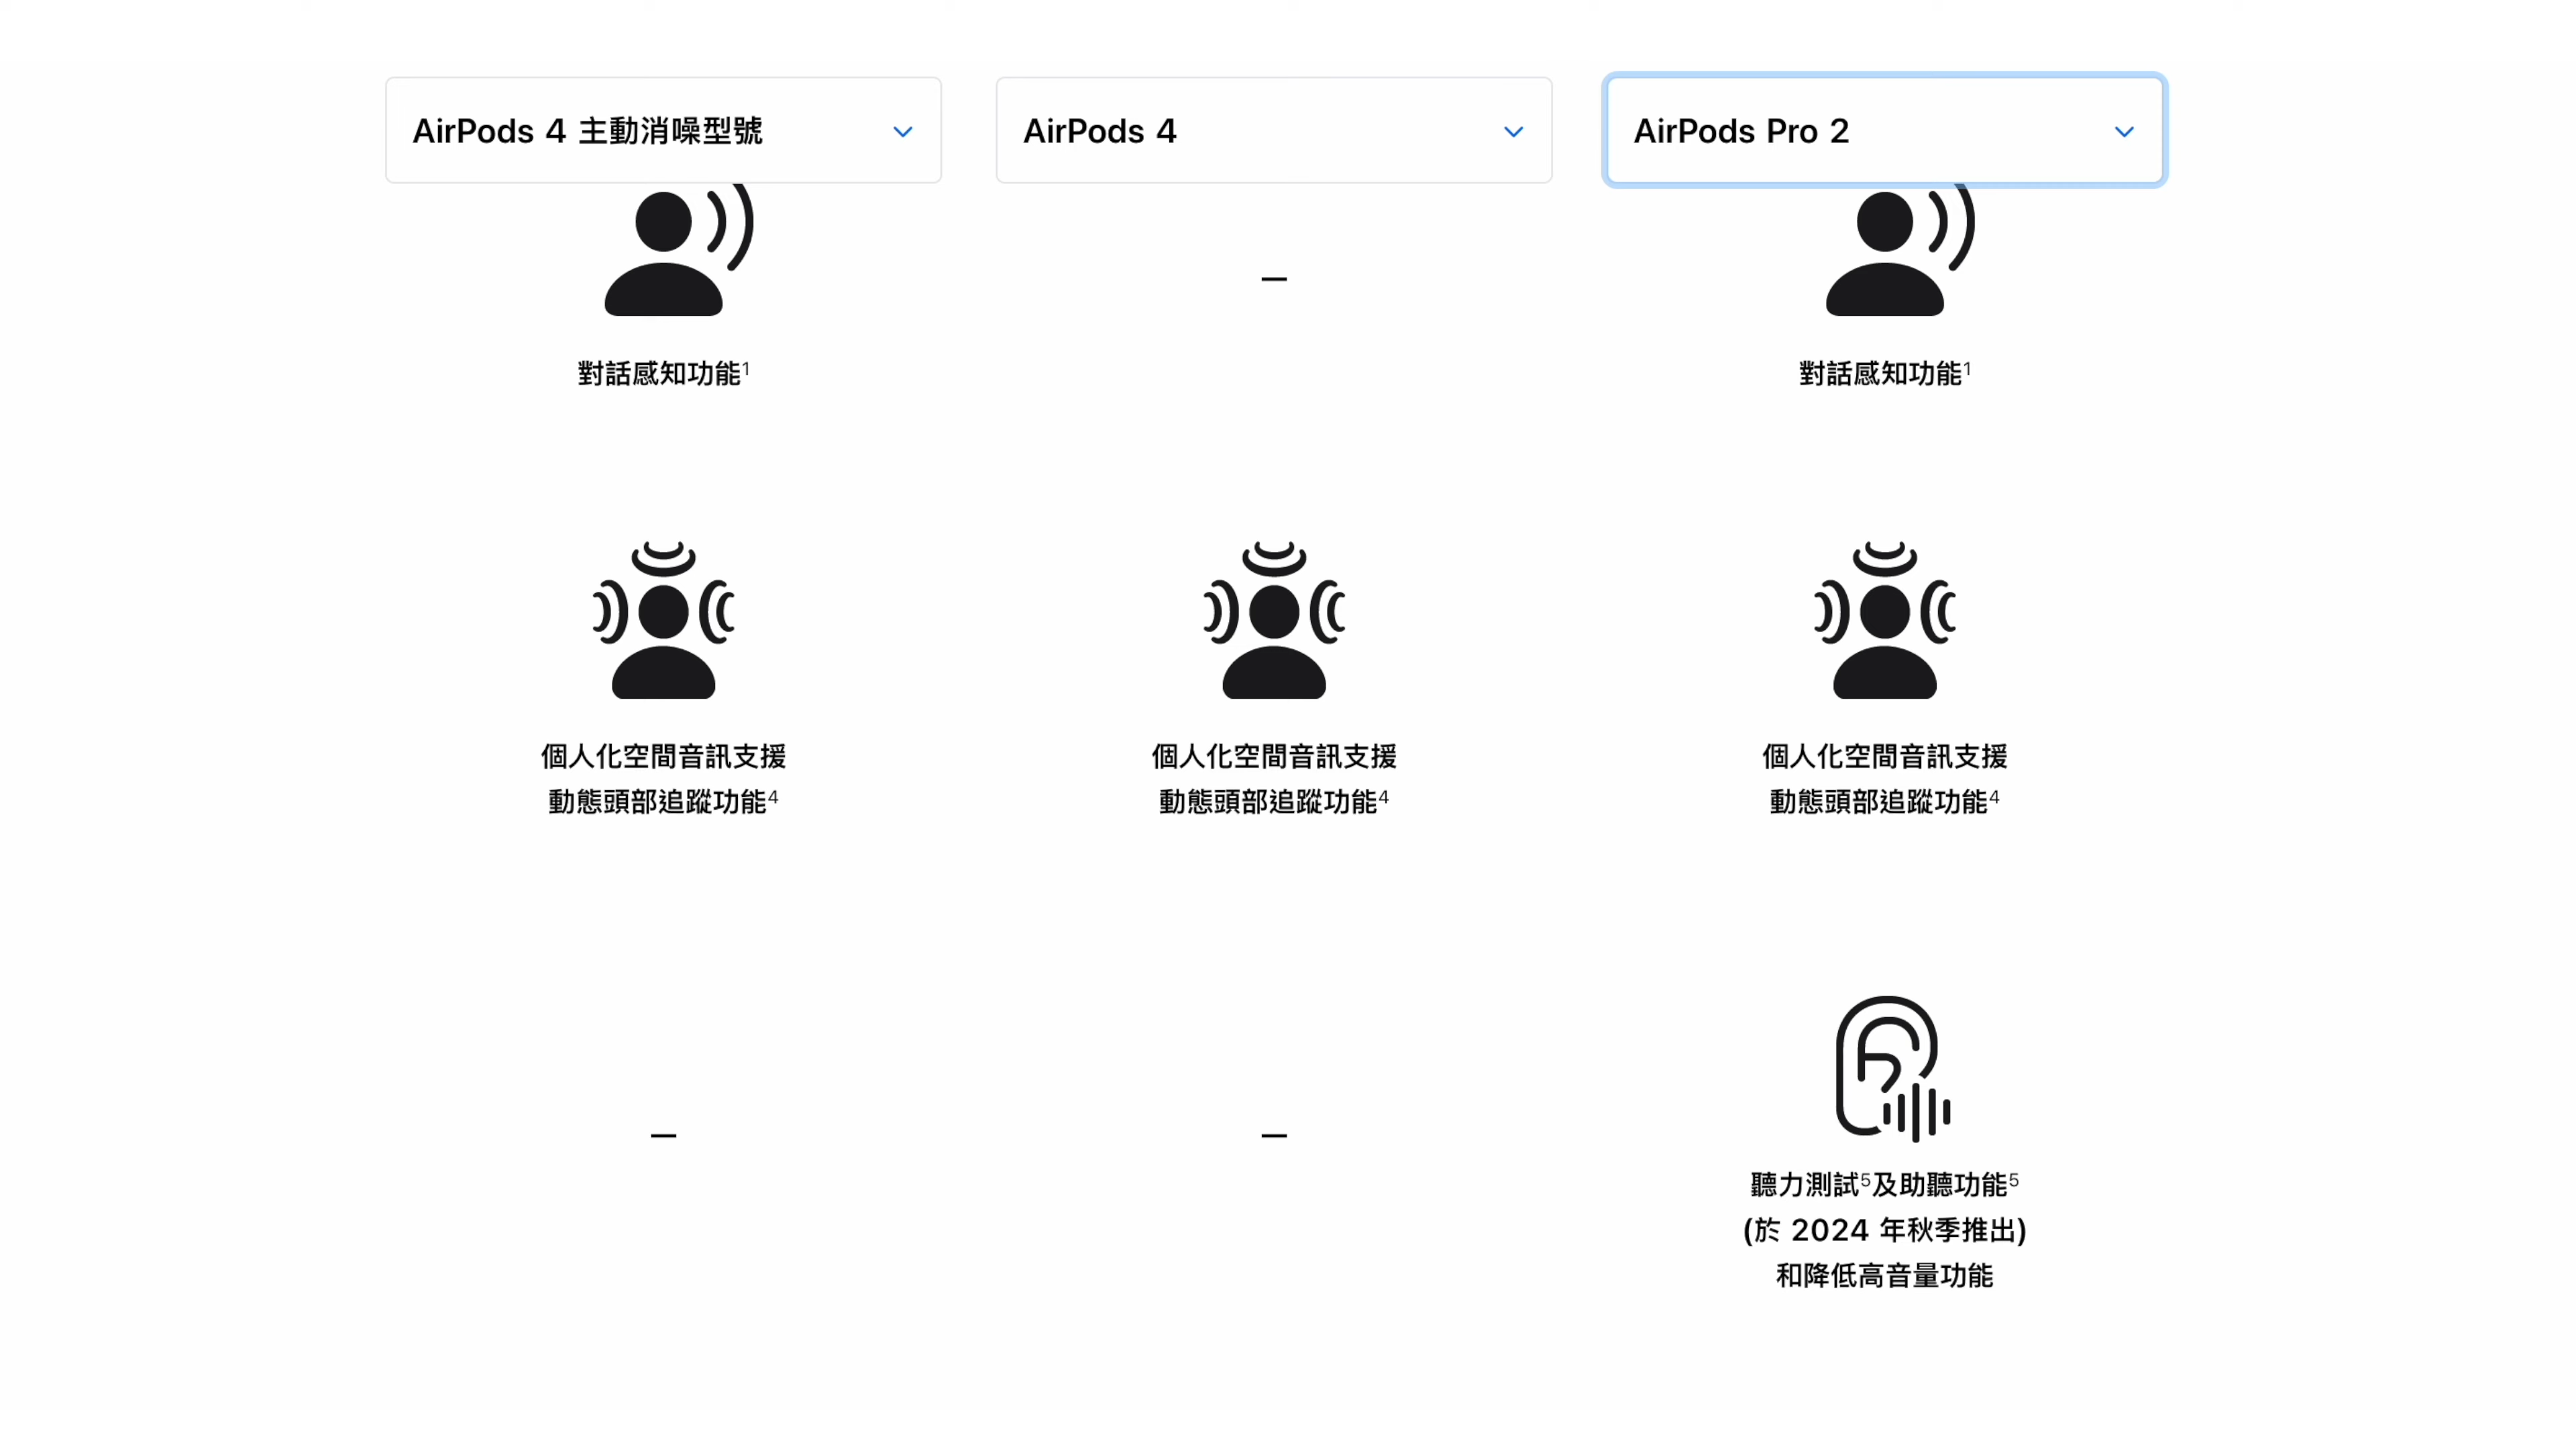 AirPods 4 主動消噪型號
AirPods 4
AirPods Pro 2
—
對話感知功能1
對話感知功能1
個人化空間音訊支援
動態頭部追蹤功能4
個人化空間音訊支援
動態頭部追蹤功能4
個人化空間音訊支援
動態頭部追蹤功能4
—
—
聽力測試5及助聽功能5
(於 2024 年秋季推出)
和降低高音量功能